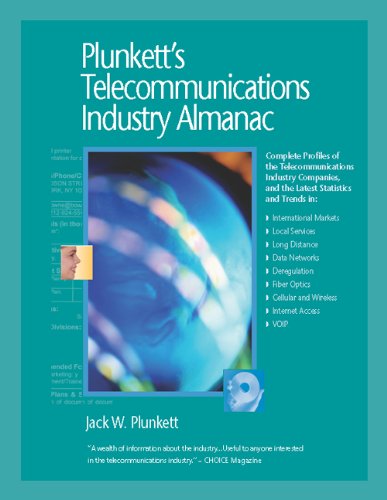 Plunkett's
Telecommunications
Industry Almanac
Complete Profiles of
the Telecommunications
Industry Companies,
and the Latest Statistics
and Trends in:
International Markets
Local Services
Long Distance
Data Networks
Deregulation
Fiber Optics
Cellular and Wireless
Internet Access
VOIP
Jack W. Plunkett
"A wealth of information about the industry...Useful to anyone interested
in the telecommunications industry." – CHOICE Magazine